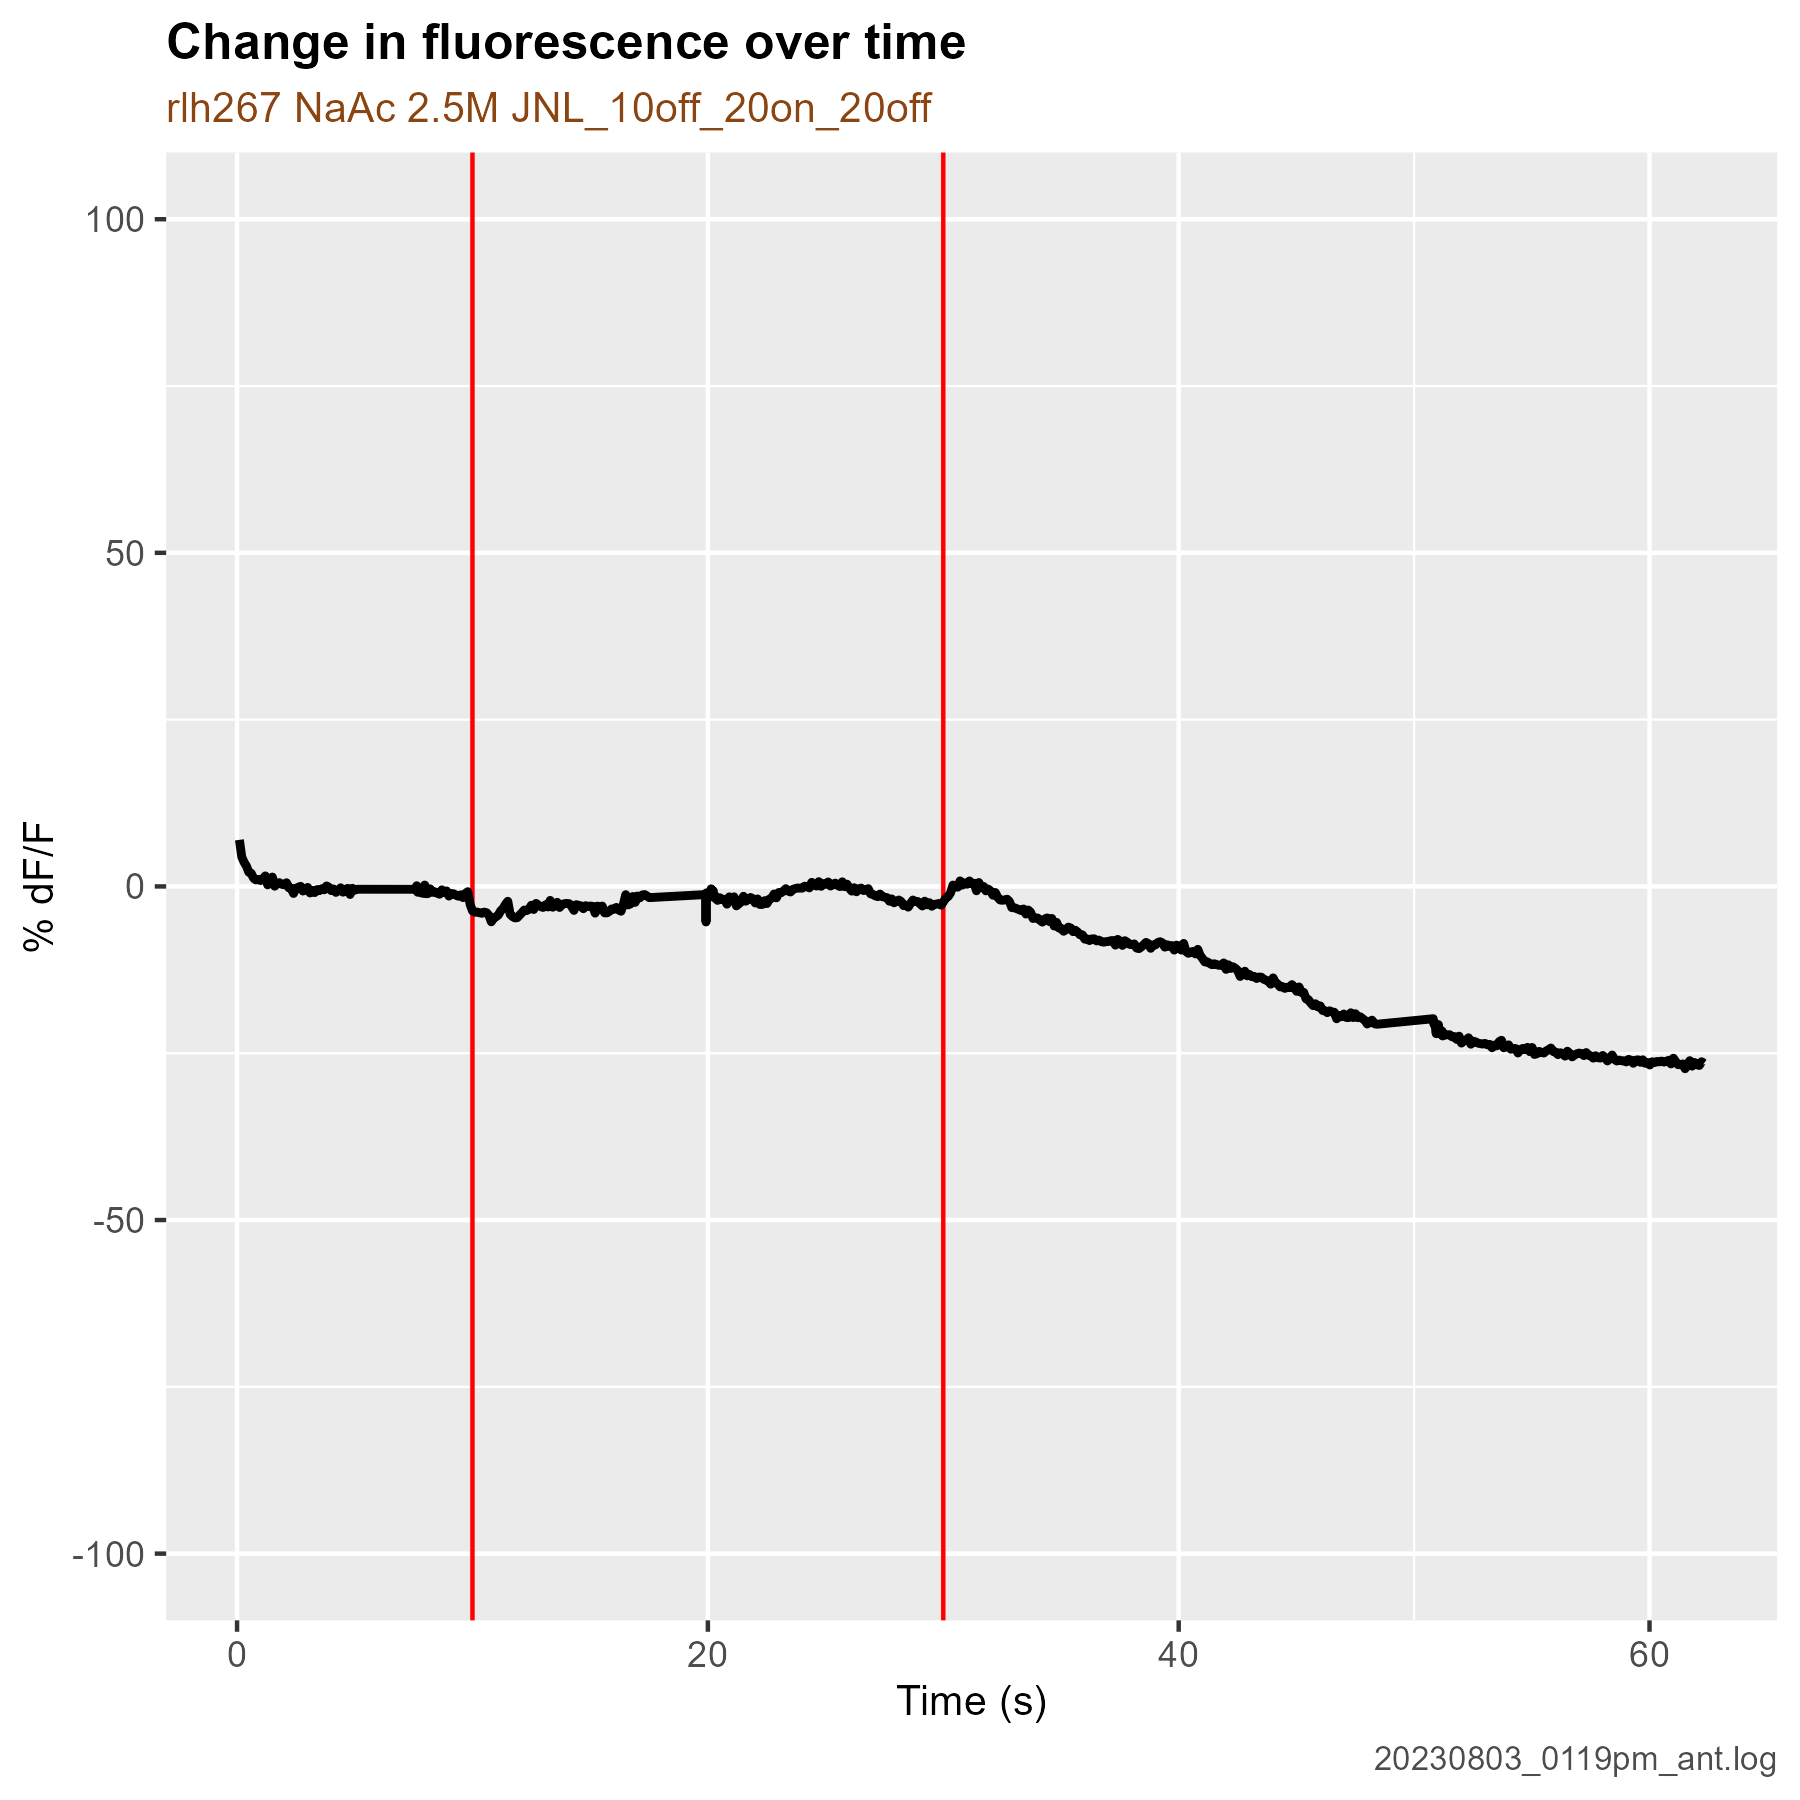 Change in fluorescence over time
rlh267 NaAc 2.5M JNL_10off_20on_20off
% dF/F
100
50
0
-50
-100
0 20 40 60
Time (s)
20230803_0119pm_ant.log